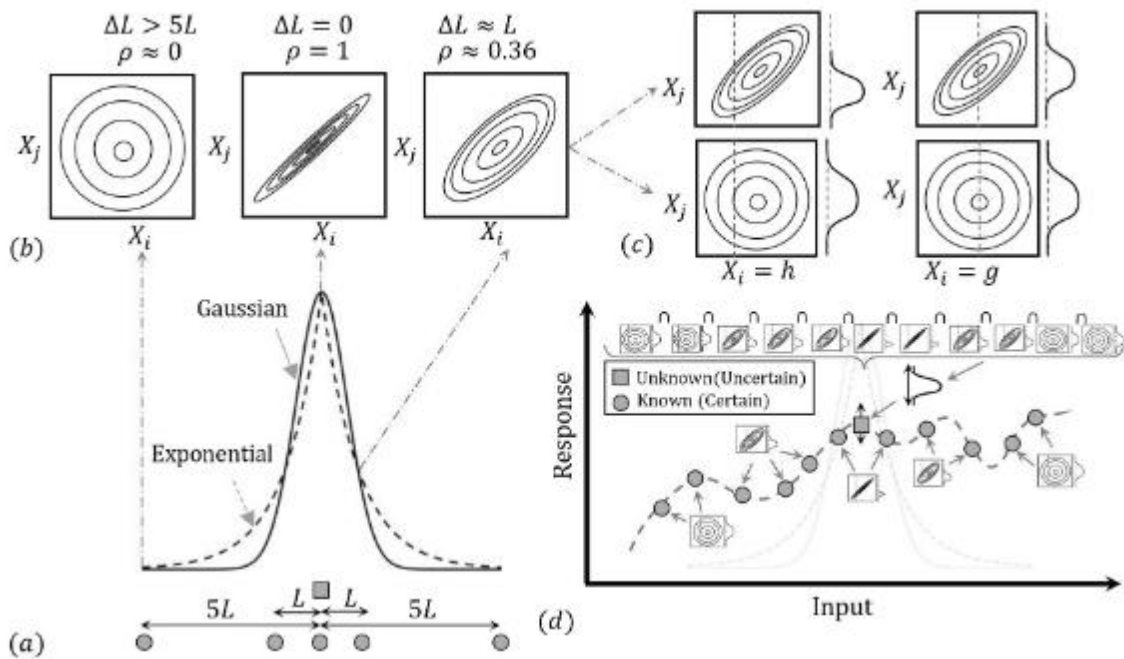 ΔL > 5L
ρ ≈ 0
ΔL = 0
ρ = 1
ΔL ≈ L
ρ ≈ 0.36
X_j
X_j
X_j
(b)
X_i
X_i
X_i
X_j
X_j
X_j
X_j
(c)
X_i = h
X_i = g
Gaussian
Exponential
L
L
5L
5L
(a)
∩ ∩ ∩ ∩ ∩ ∩ ∩ ∩ ∩ ∩
Unknown(Uncertain)
Known (Certain)
Response
Input
(d)